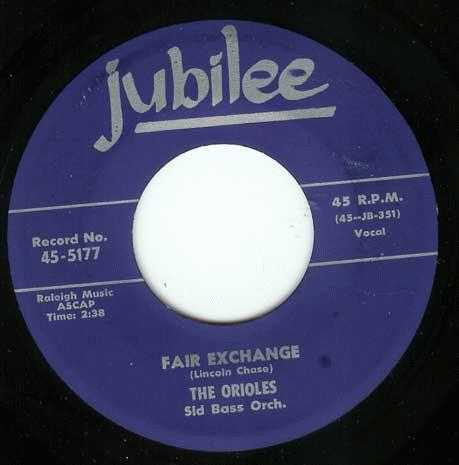 jubilee
Record No.
45-5177
45 R.P.M.
(45--JB-351)
Vocal
Raleigh Music
ASCAP
Time: 2:38
FAIR EXCHANGE
(Lincoln Chase)
THE ORIOLES
Sid Bass Orch.